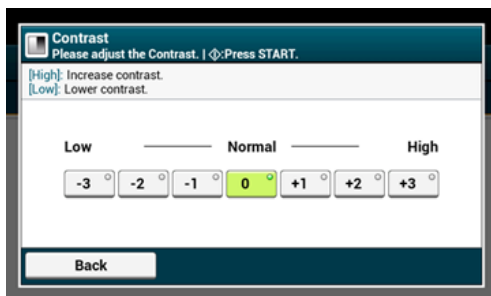 Contrast
Please adjust the Contrast. | :Press START.
[High]: Increase contrast.
[Low]: Lower contrast.
Low Normal High
-3 -2 -1 0 +1 +2 +3
Back